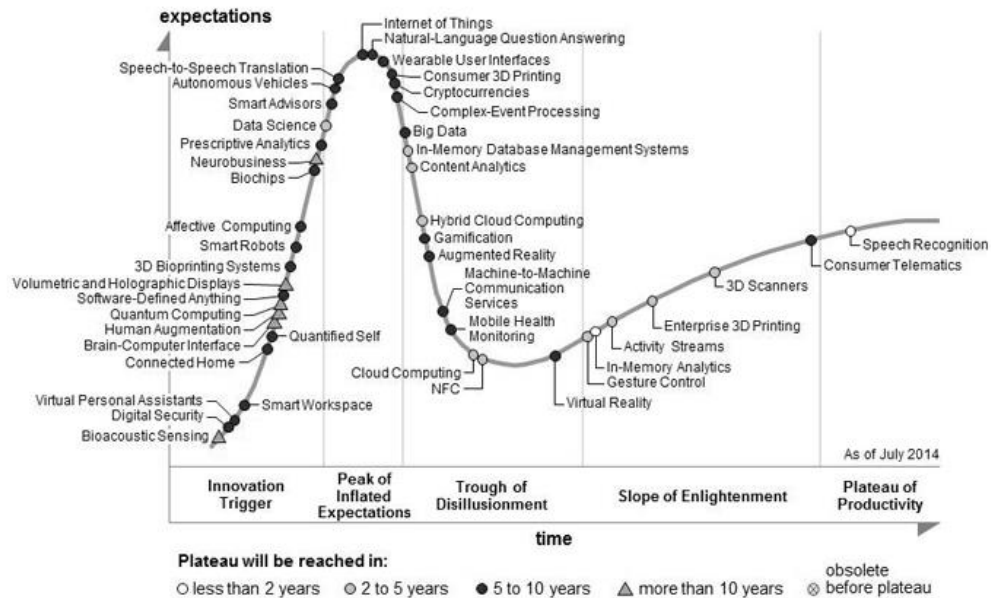 expectations
Internet of Things
Natural-Language Question Answering
Wearable User Interfaces
Consumer 3D Printing
Cryptocurrencies
Complex-Event Processing
Speech-to-Speech Translation
Autonomous Vehicles
Smart Advisors
Data Science
Prescriptive Analytics
Neurobusiness
Biochips
Big Data
In-Memory Database Management Systems
Content Analytics
Hybrid Cloud Computing
Gamification
Augmented Reality
Machine-to-Machine
Communication
Services
Mobile Health
Monitoring
Affective Computing
Smart Robots
3D Bioprinting Systems
Volumetric and Holographic Displays
Software-Defined Anything
Quantum Computing
Human Augmentation
Brain-Computer Interface
Connected Home
Quantified Self
Virtual Personal Assistants
Digital Security
Bioacoustic Sensing
Smart Workspace
Cloud Computing
NFC
Virtual Reality
Gesture Control
In-Memory Analytics
Activity Streams
Enterprise 3D Printing
3D Scanners
Consumer Telematics
Speech Recognition
As of July 2014
Innovation
Trigger
Peak of
Inflated
Expectations
Trough of
Disillusionment
Slope of Enlightenment
Plateau of
Productivity
time
Plateau will be reached in:
less than 2 years
2 to 5 years
5 to 10 years
more than 10 years
obsolete
before plateau